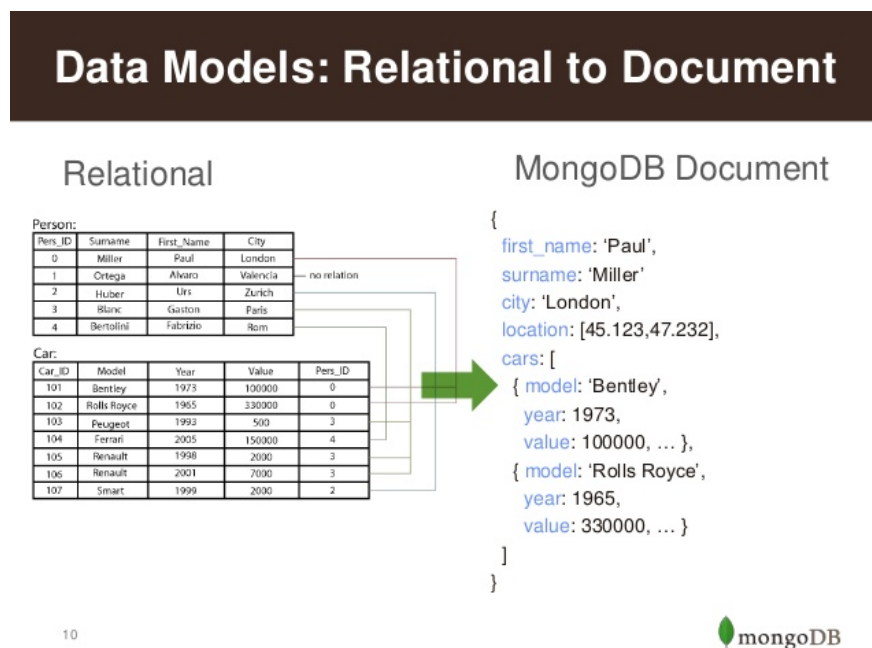 Data Models: Relational to Document
Relational
Person:
Pers_ID Surname First_Name City
0 Miller Paul London
1 Ortega Alvaro Valencia no relation
2 Huber Urs Zurich
3 Blanc Gaston Paris
4 Bertolini Fabrizio Rom
Car:
Car_ID Model Year Value Pers_ID
101 Bentley 1973 100000 0
102 Rolls Royce 1965 330000 0
103 Peugeot 1993 500 3
104 Ferrari 2005 150000 4
105 Renault 1998 2000 3
106 Renault 2001 7000 3
107 Smart 1999 2000 2
MongoDB Document
{
first_name: ‘Paul’,
surname: ‘Miller’
city: ‘London’,
location: [45.123,47.232],
cars: [
{ model: ‘Bentley’,
year: 1973,
value: 100000, … },
{ model: ‘Rolls Royce’,
year: 1965,
value: 330000, … }
]
}
10
mongoDB